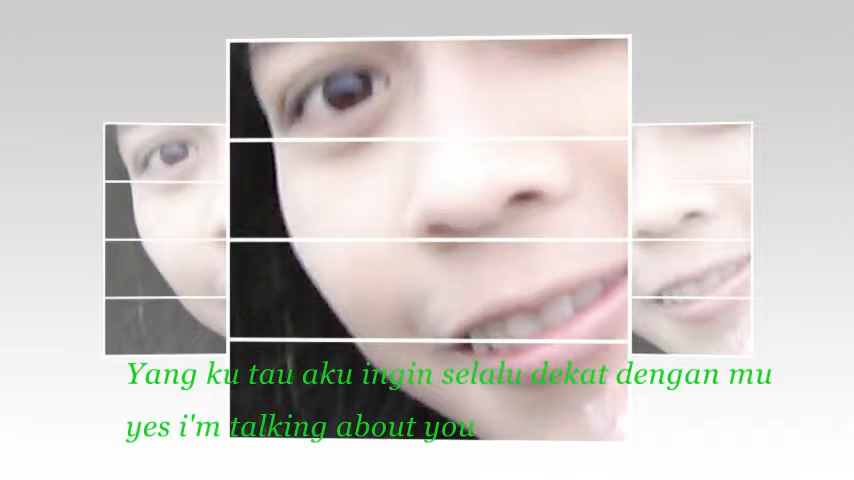 Yang ku tau aku ingin selalu dekat dengan mu
yes i'm talking about you